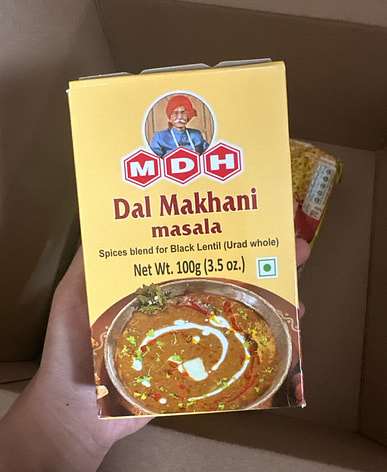 MDH
Dal Makhani
masala
Spices blend for Black Lentil (Urad whole)
Net Wt. 100g (3.5 oz.)